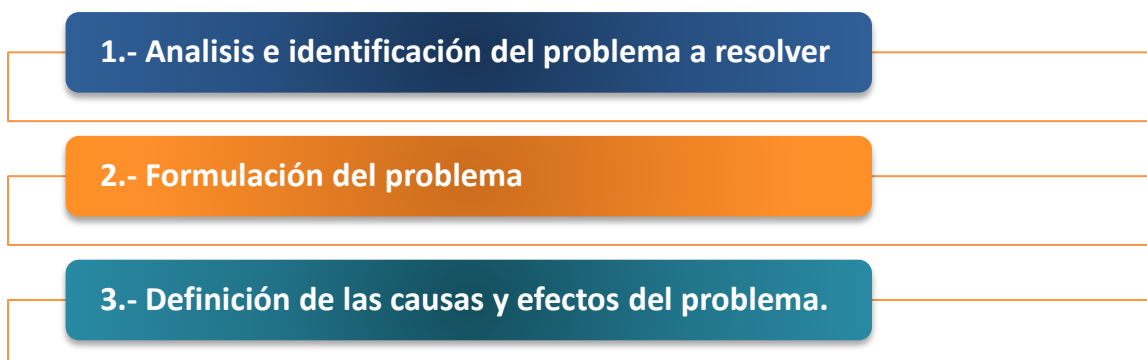 1.- Analisis e identificación del problema a resolver
2.- Formulación del problema
3.- Definición de las causas y efectos del problema.